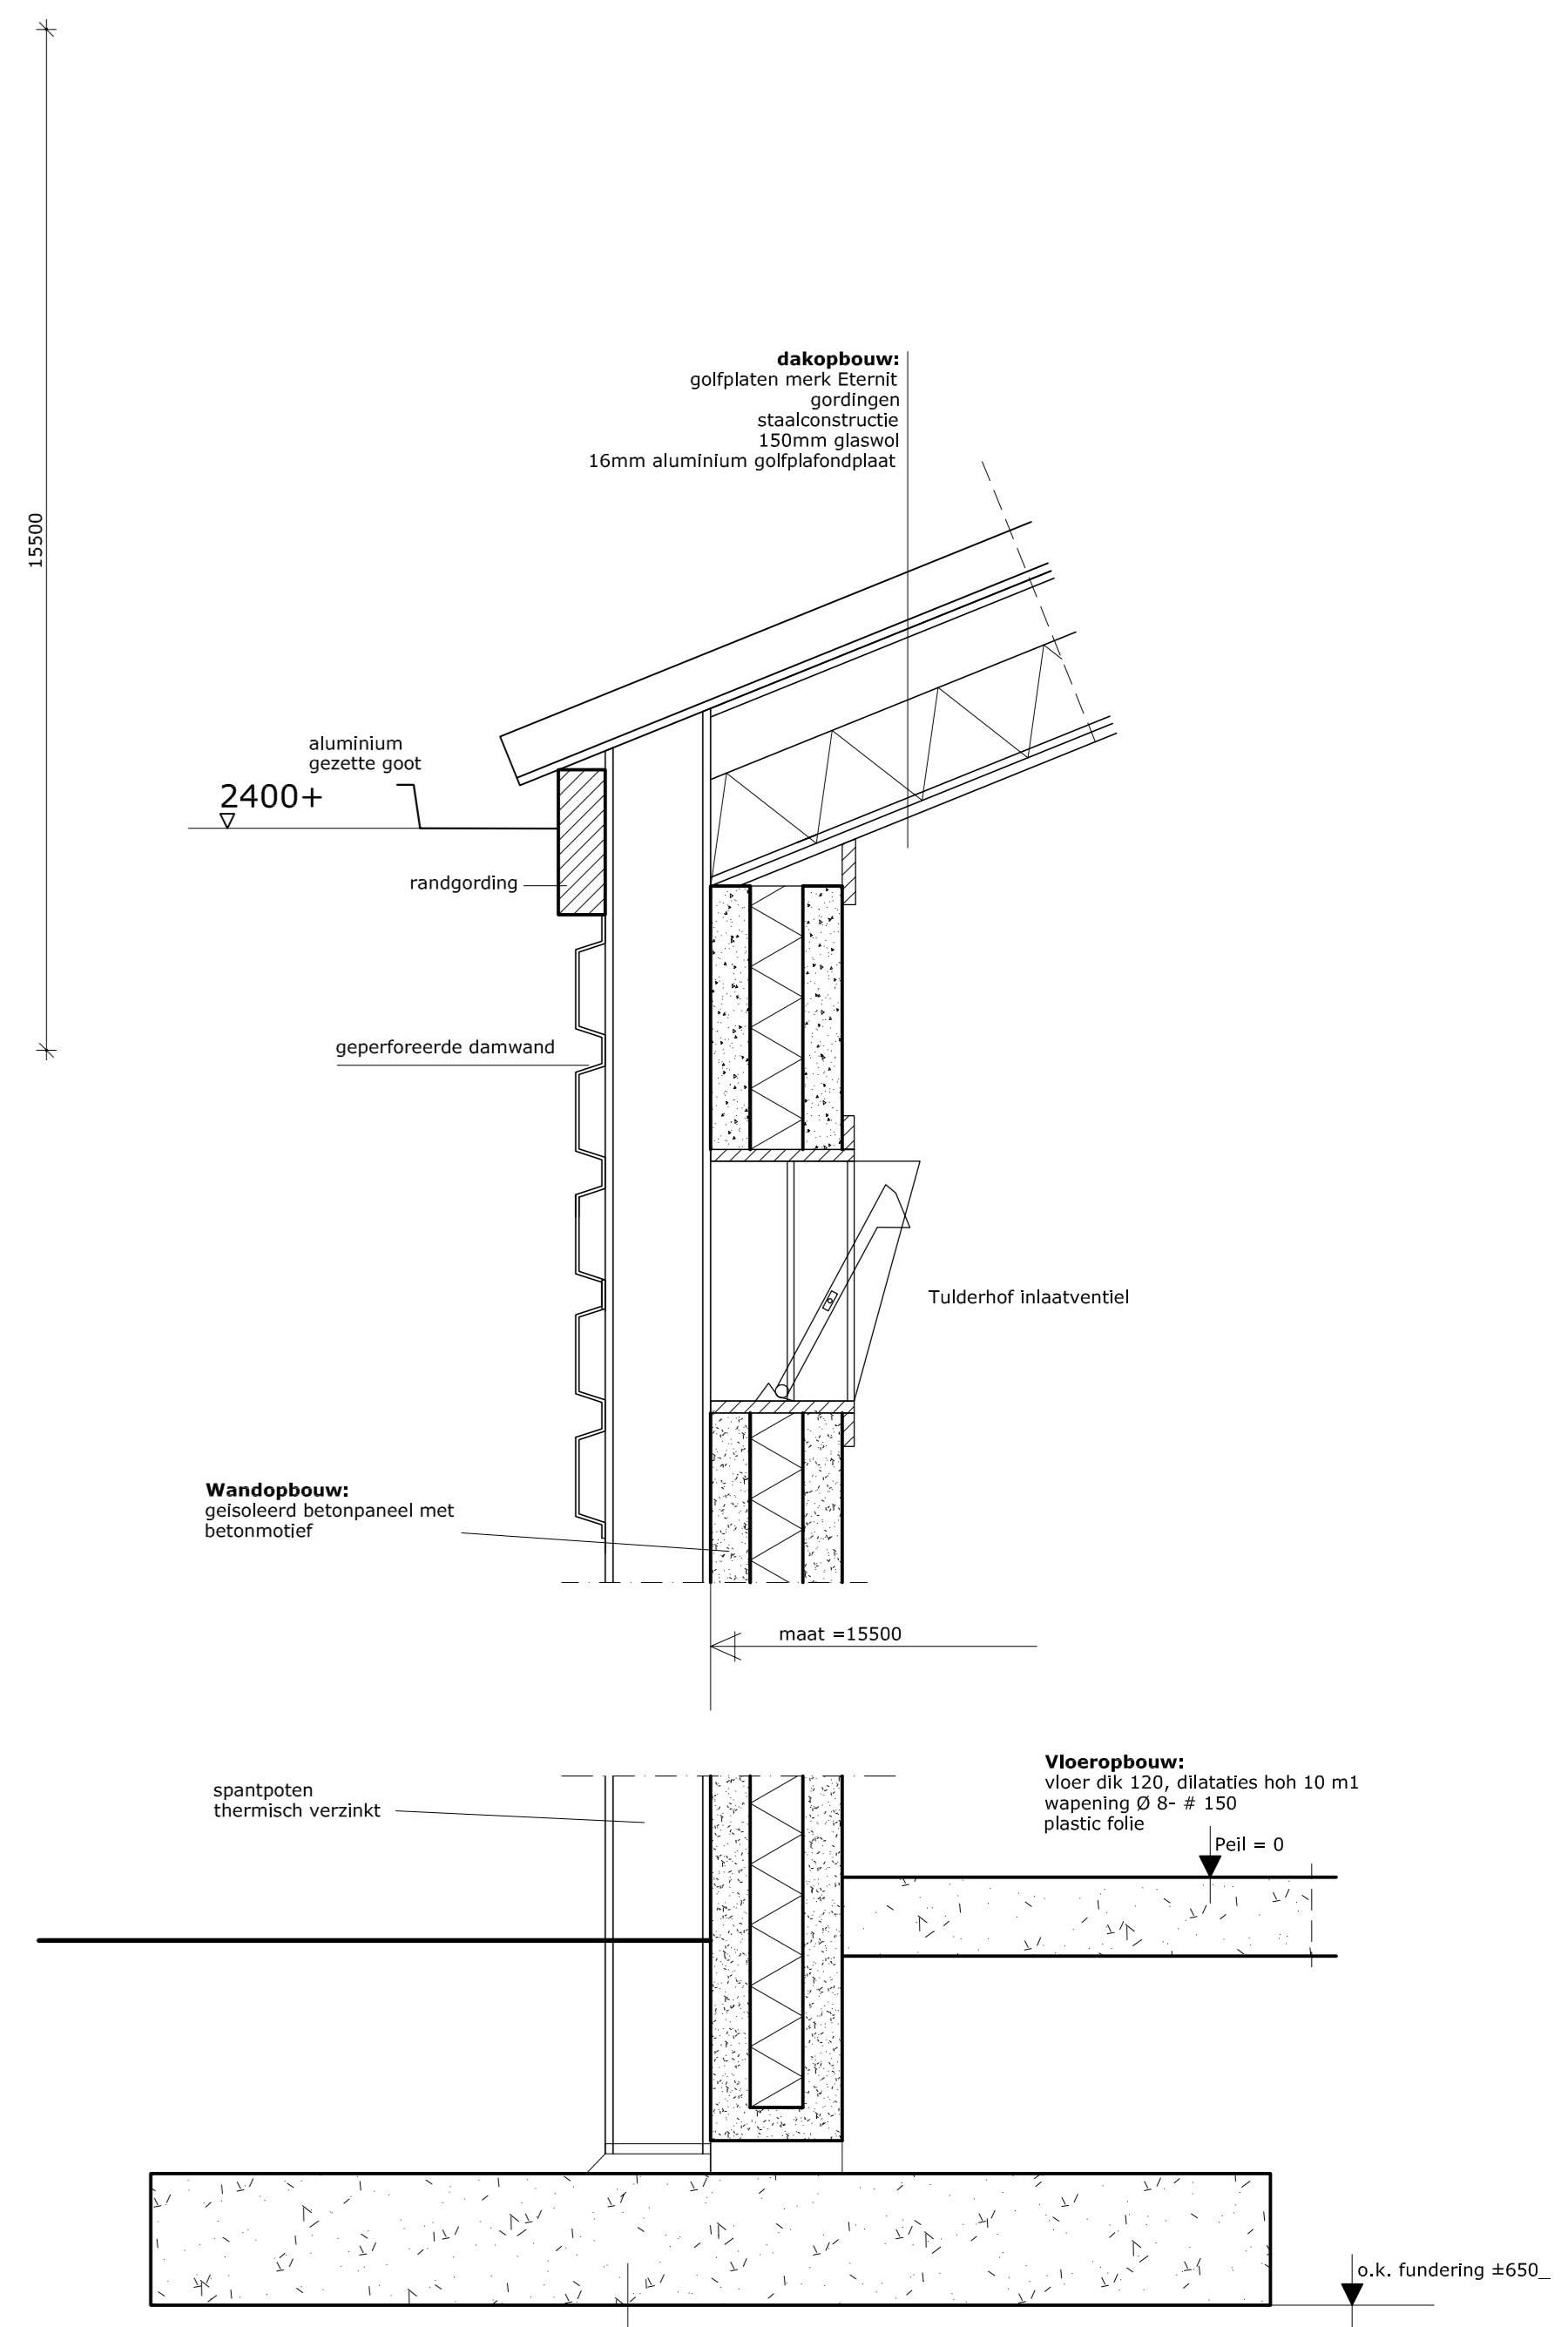 15500
dakopbouw:
golfplaten merk Eternit
gordingen
staalconstructie
150mm glaswol
16mm aluminium golfplafondplaat
aluminium
gezette goot
2400+
randgording
geperforeerde damwand
Tulderhof inlaatventiel
Wandopbouw:
geisoleerd betonpaneel met
betonmotief
maat =15500
spantpoten
thermisch verzinkt
Vloeropbouw:
vloer dik 120, dilataties hoh 10 m1
wapening Ø 8- # 150
plastic folie
Peil = 0
o.k. fundering ±650_